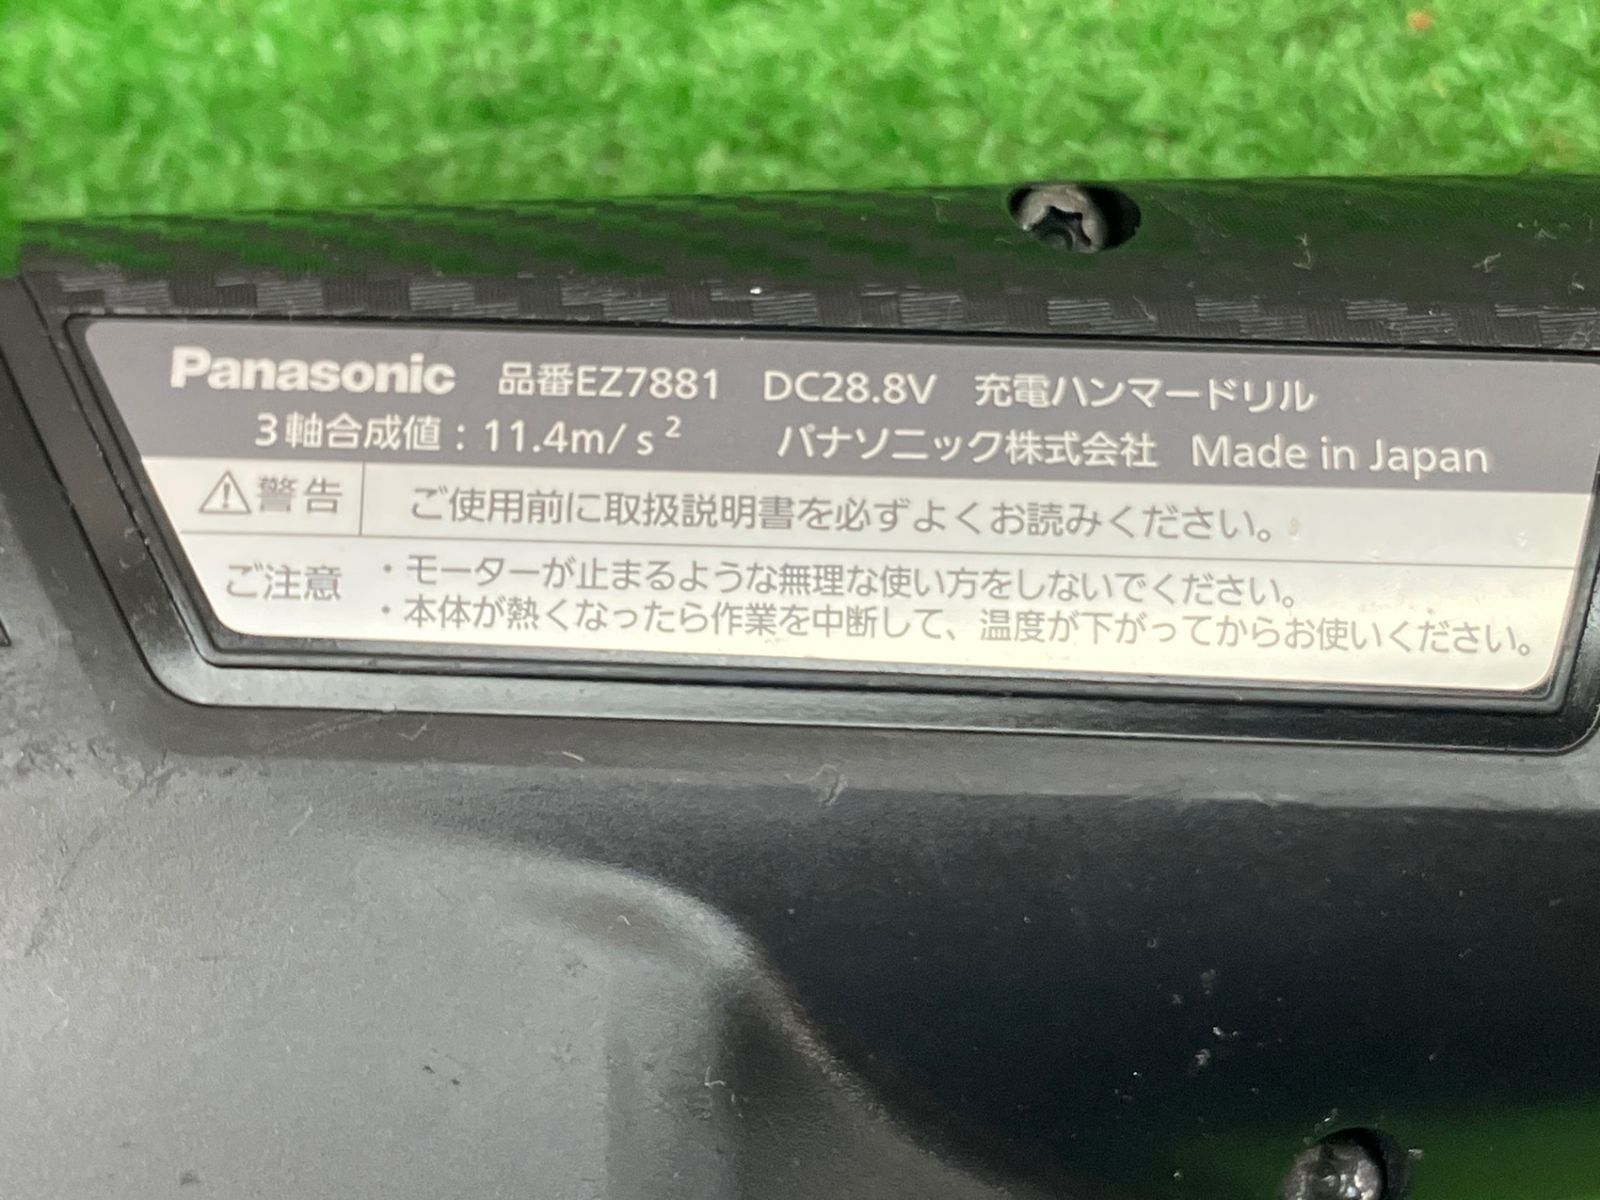 Panasonic 品番EZ7881 DC28.8V 充電ハンマードリル
3軸合成値：11.4m/s² パナソニック株式会社 Made in Japan
⚠警告 ご使用前に取扱説明書を必ずよくお読みください。
ご注意 ・モーターが止まるような無理な使い方をしないでください。
・本体が熱くなったら作業を中断して、温度が下がってからお使いください。